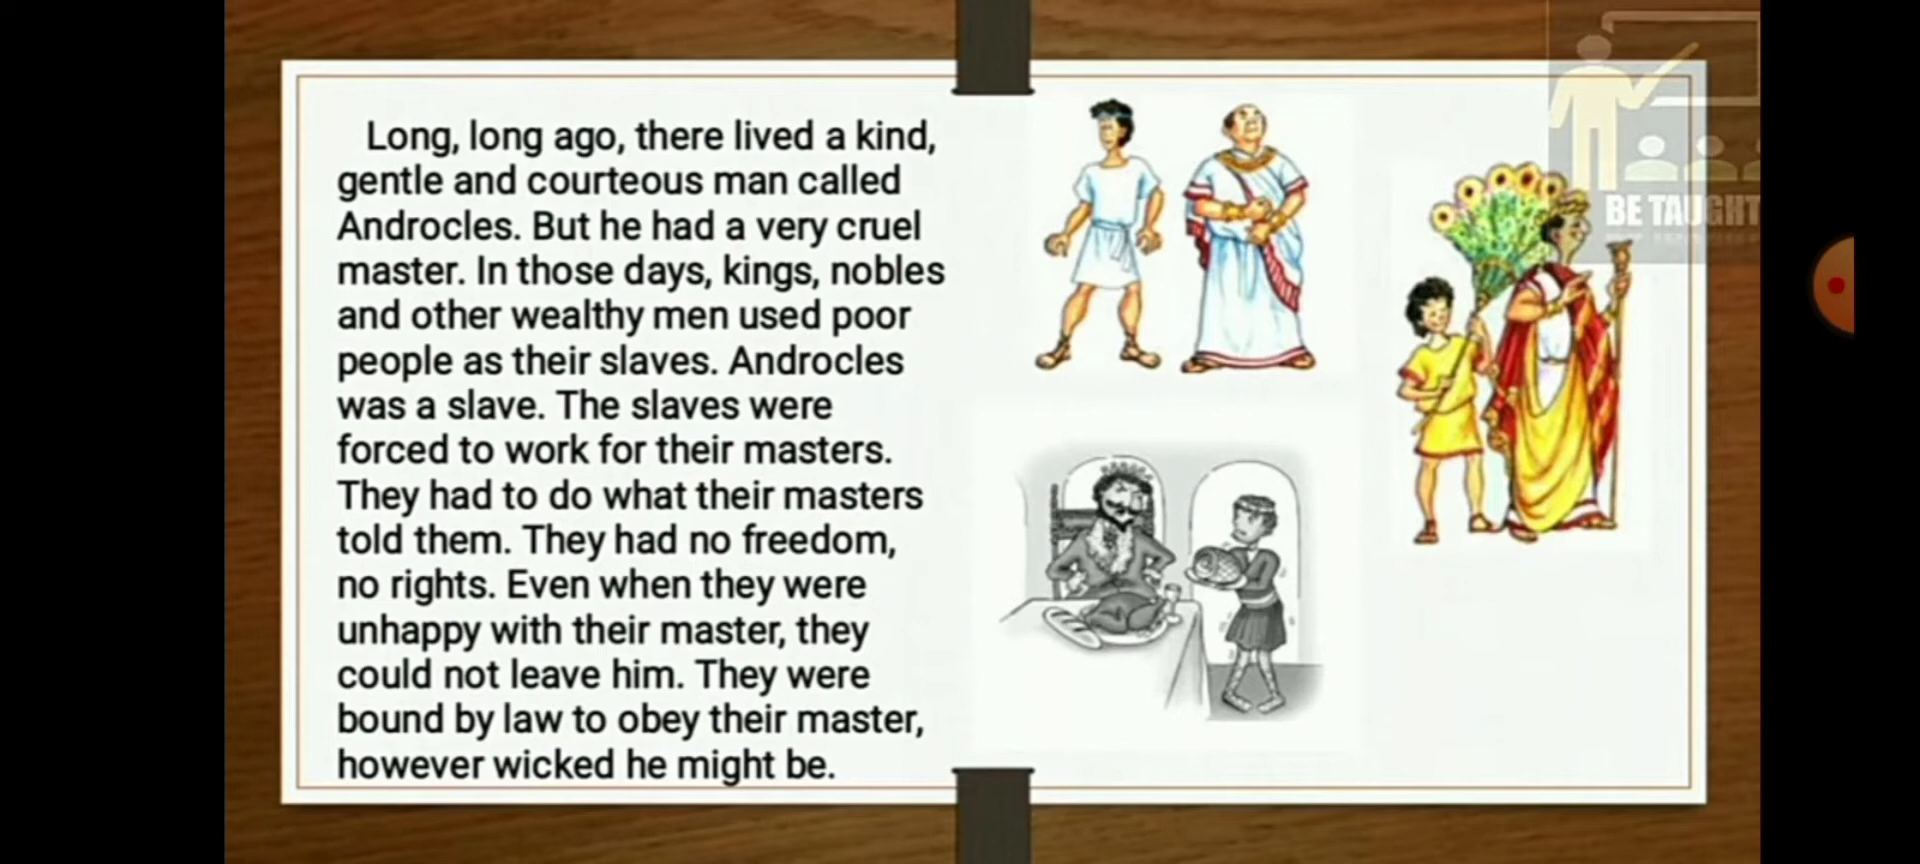 Long, long ago, there lived a kind,
gentle and courteous man called
Androcles. But he had a very cruel
master. In those days, kings, nobles
and other wealthy men used poor
people as their slaves. Androcles
was a slave. The slaves were
forced to work for their masters.
They had to do what their masters
told them. They had no freedom,
no rights. Even when they were
unhappy with their master, they
could not leave him. They were
bound by law to obey their master,
however wicked he might be.
BE TAUGHT